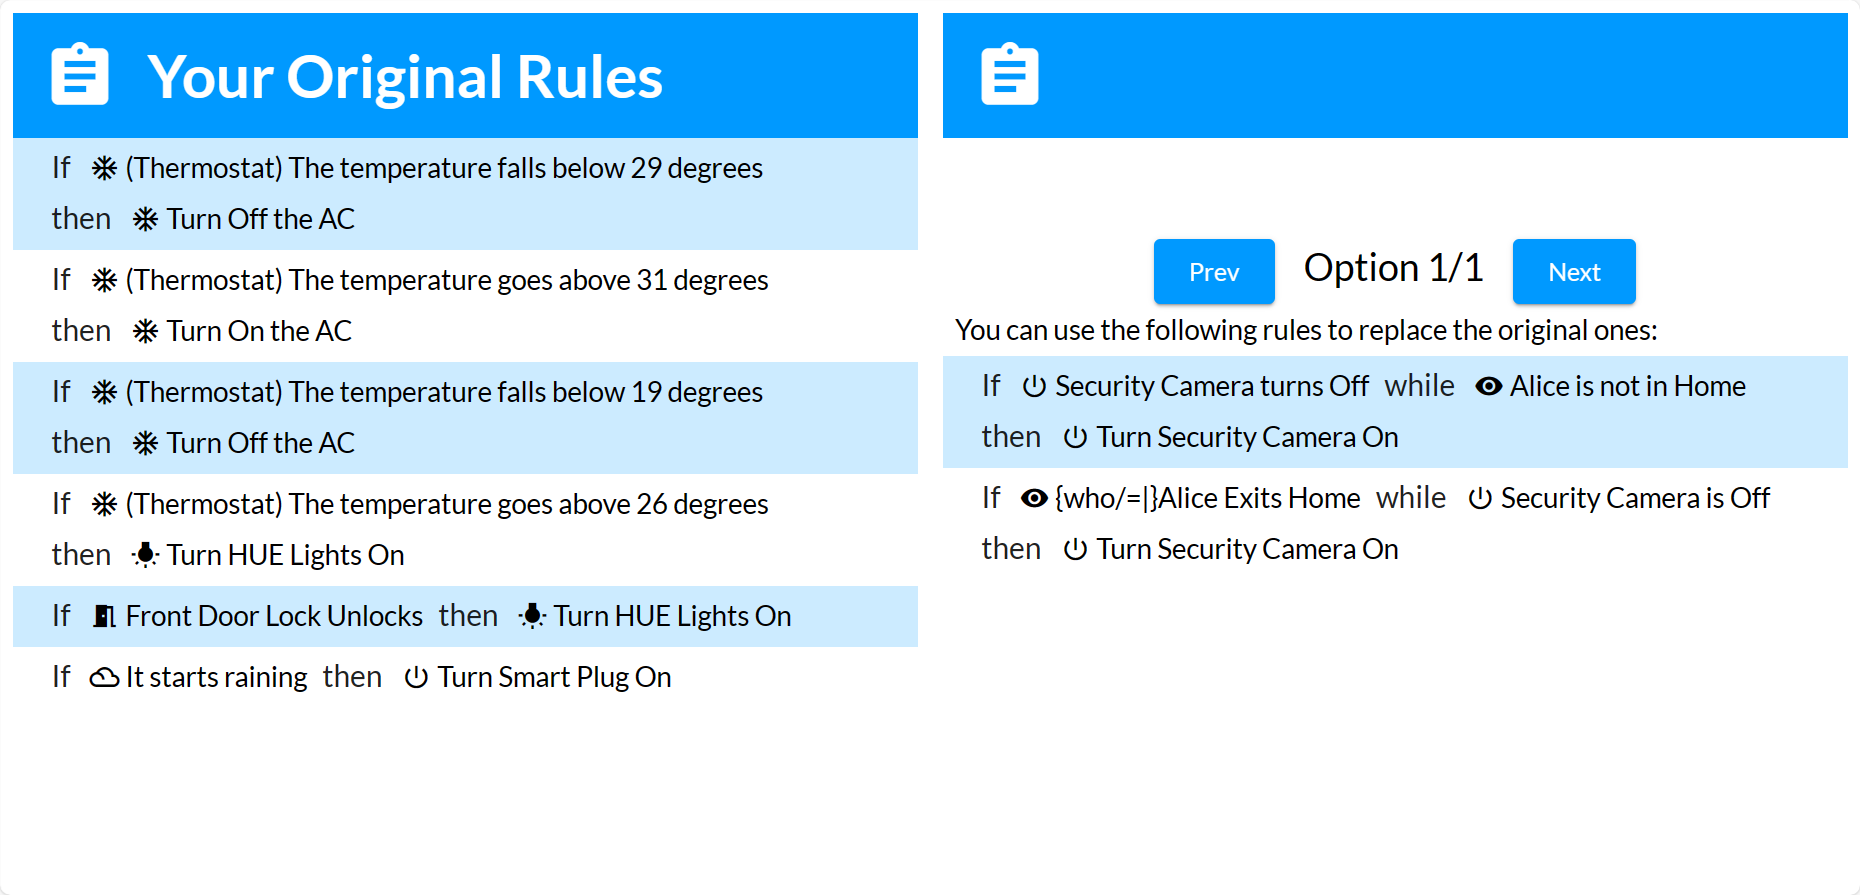 Your Original Rules
If (Thermostat) The temperature falls below 29 degrees
then Turn Off the AC
If (Thermostat) The temperature goes above 31 degrees
then Turn On the AC
If (Thermostat) The temperature falls below 19 degrees
then Turn Off the AC
If (Thermostat) The temperature goes above 26 degrees
then Turn HUE Lights On
If Front Door Lock Unlocks then Turn HUE Lights On
If It starts raining then Turn Smart Plug On
Prev Option 1/1 Next
You can use the following rules to replace the original ones:
If Security Camera turns Off while Alice is not in Home
then Turn Security Camera On
If {who/=|}Alice Exits Home while Security Camera is Off
then Turn Security Camera On